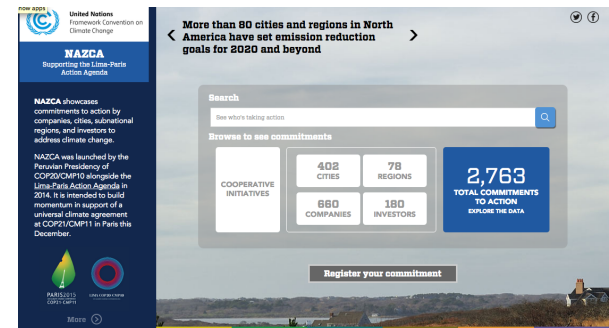 now apps
United Nations
Framework Convention on
Climate Change
NAZCA
Supporting the Lima-Paris
Action Agenda
NAZCA showcases
commitments to action by
companies, cities, subnational
regions, and investors to
address climate change.
NAZCA was launched by the
Peruvian Presidency of
COP20/CMP10 alongside the
Lima-Paris Action Agenda in
2014. It is intended to build
momentum in support of a
universal climate agreement
at COP21/CMP11 in Paris this
December.
PARIS2015
COP21·CMP11
LIMA COP20 CMP10
More
More than 80 cities and regions in North
America have set emission reduction
goals for 2020 and beyond
Search
See who's taking action
Browse to see commitments
COOPERATIVE
INITIATIVES
402
CITIES
78
REGIONS
660
COMPANIES
180
INVESTORS
2,763
TOTAL COMMITMENTS
TO ACTION
EXPLORE THE DATA
Register your commitment